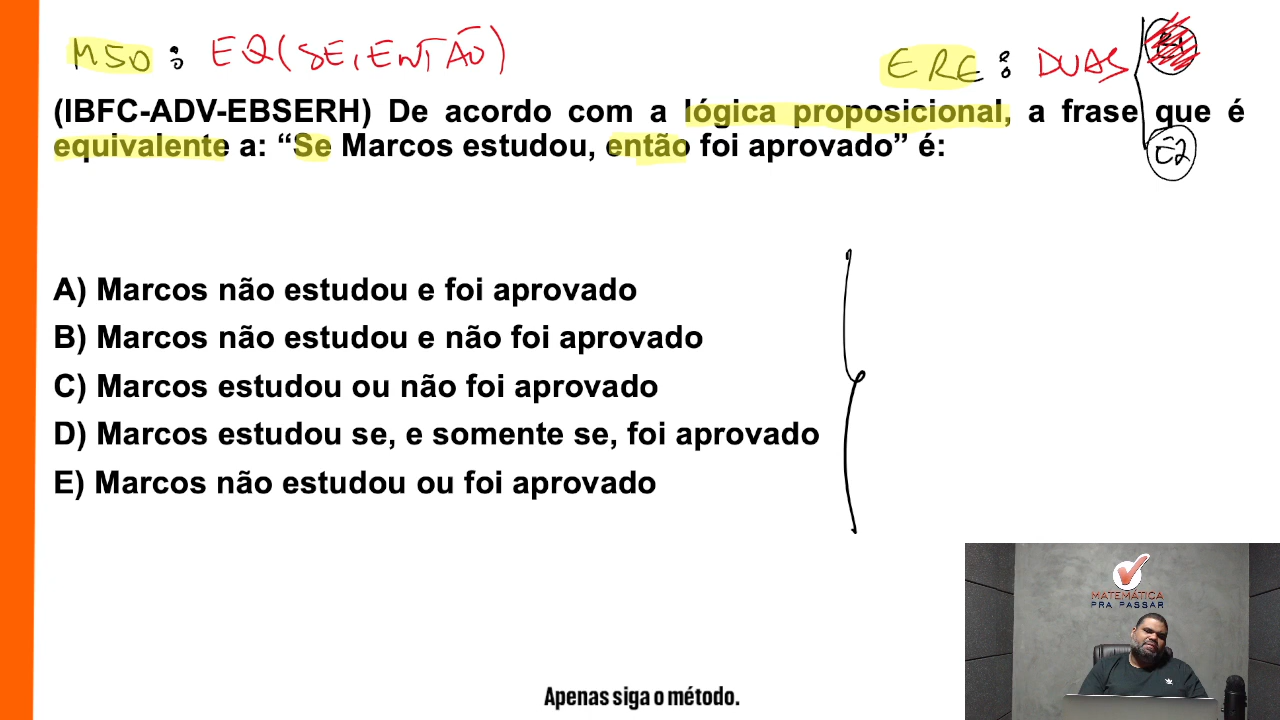 M50: EQ(SE, ENTÃO)
ERE: DUAS
E2
(IBFC-ADV-EBSERH) De acordo com a lógica proposicional, a frase que é
equivalente a: “Se Marcos estudou, então foi aprovado” é:
A) Marcos não estudou e foi aprovado
B) Marcos não estudou e não foi aprovado
C) Marcos estudou ou não foi aprovado
D) Marcos estudou se, e somente se, foi aprovado
E) Marcos não estudou ou foi aprovado
MATEMÁTICA
PRA PASSAR
Apenas siga o método.